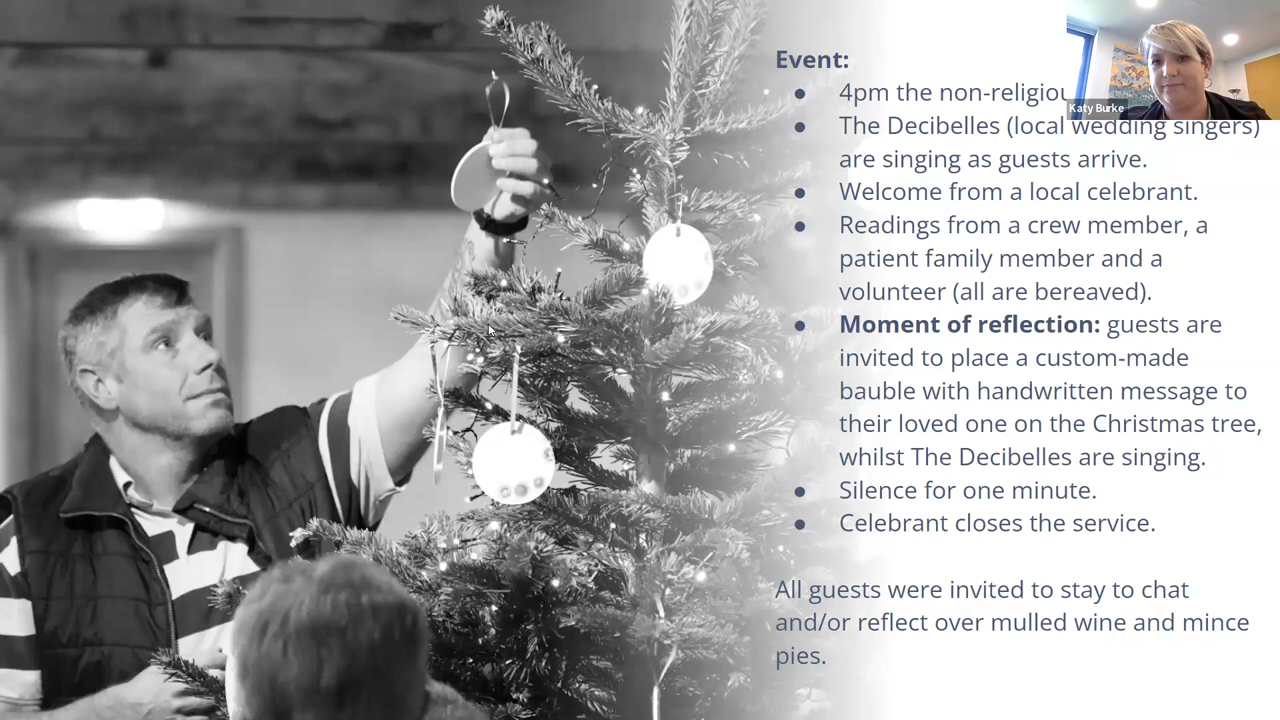 Event:
● 4pm the non-religiou
Katy Burke
● The Decibelles (local wedding singers)
are singing as guests arrive.
● Welcome from a local celebrant.
● Readings from a crew member, a
patient family member and a
volunteer (all are bereaved).
● Moment of reflection: guests are
invited to place a custom-made
bauble with handwritten message to
their loved one on the Christmas tree,
whilst The Decibelles are singing.
● Silence for one minute.
● Celebrant closes the service.
All guests were invited to stay to chat
and/or reflect over mulled wine and mince
pies.